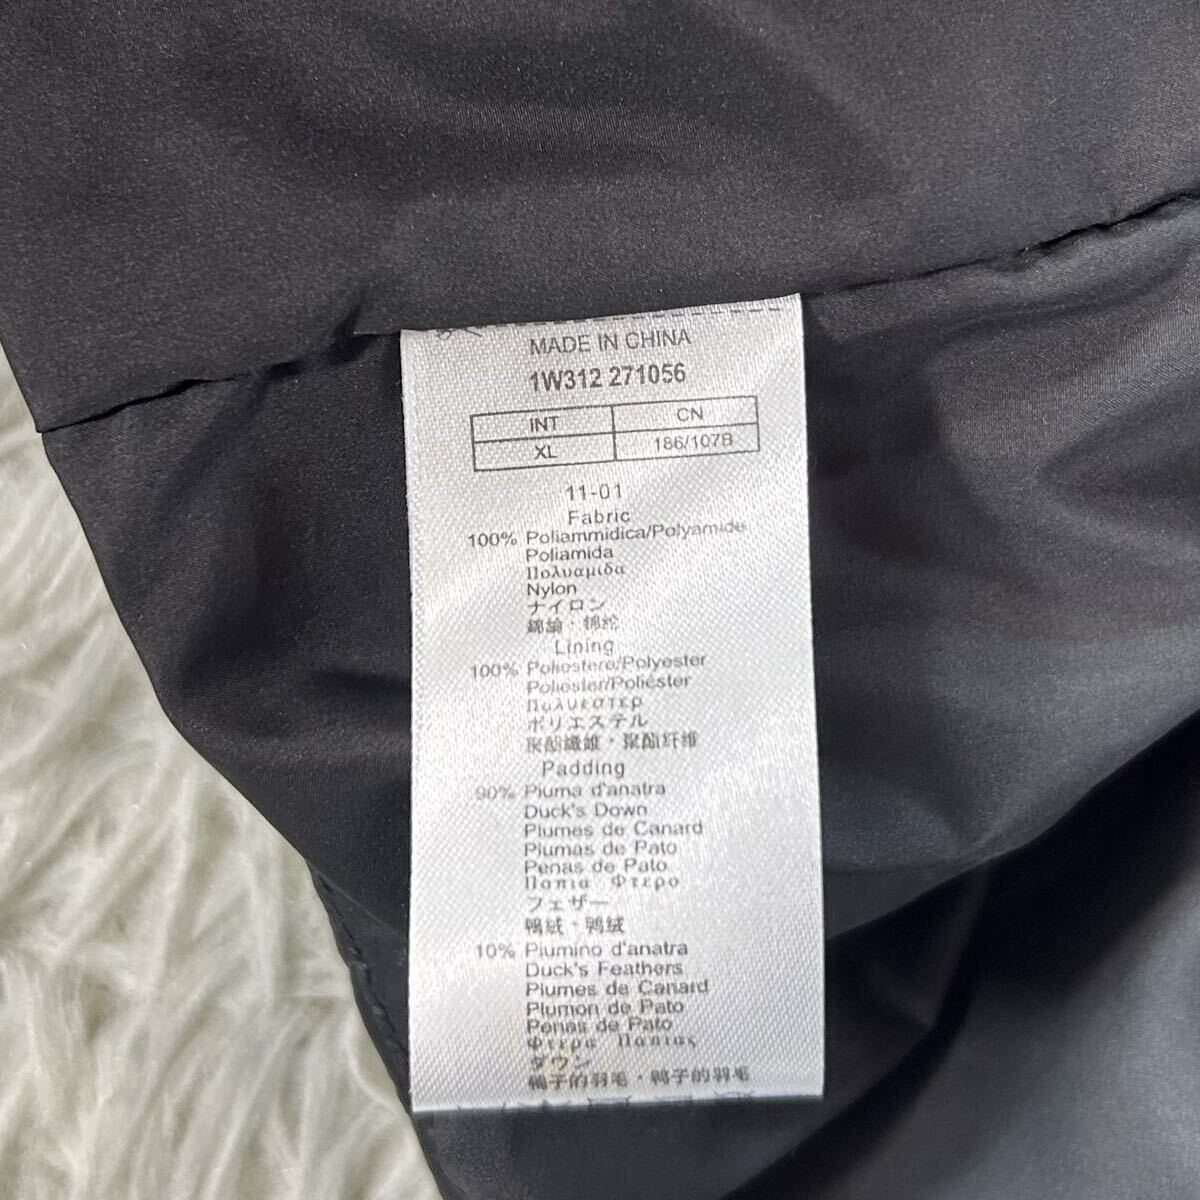 MADE IN CHINA
1W312 271056
INT CN
XL 186/107B
11-01
Fabric
100% Poliammidica/Polyamide
Poliamida
Πολυαμιδα
Nylon
ナイロン
錦綸・锦纶
Lining
100% Poliestere/Polyester
Poliester/Poliéster
Πολυεστερ
ポリエステル
聚酯纖維・聚酯纤维
Padding
90% Piuma d'anatra
Duck's Down
Plumes de Canard
Plumas de Pato
Penas de Pato
Παπια Φτερο
フェザー
鴨絨・鸭绒
10% Piumino d'anatra
Duck's Feathers
Plumes de Canard
Plumon de Pato
Penas de Pato
Φτερα Παπιας
ダウン
鴨子的羽毛・鸭子的羽毛